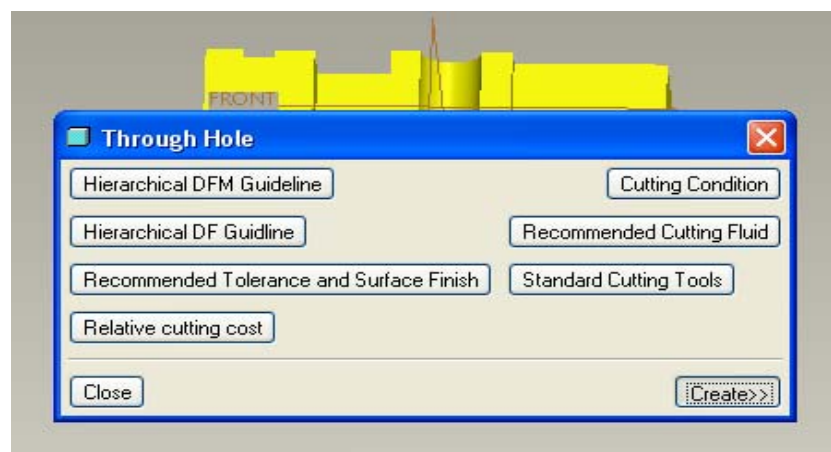 FRONT
Through Hole
Hierarchical DFM Guideline
Cutting Condition
Hierarchical DF Guidline
Recommended Cutting Fluid
Recommended Tolerance and Surface Finish
Standard Cutting Tools
Relative cutting cost
Close
Create>>